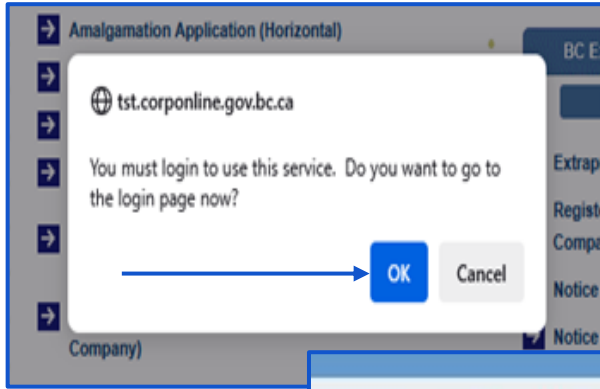 Amalgamation Application (Horizontal)
BC E
tst.corponline.gov.bc.ca
You must login to use this service. Do you want to go to
the login page now?
OK
Cancel
Extrap
Registe
Compa
Notice
Notice
Company)